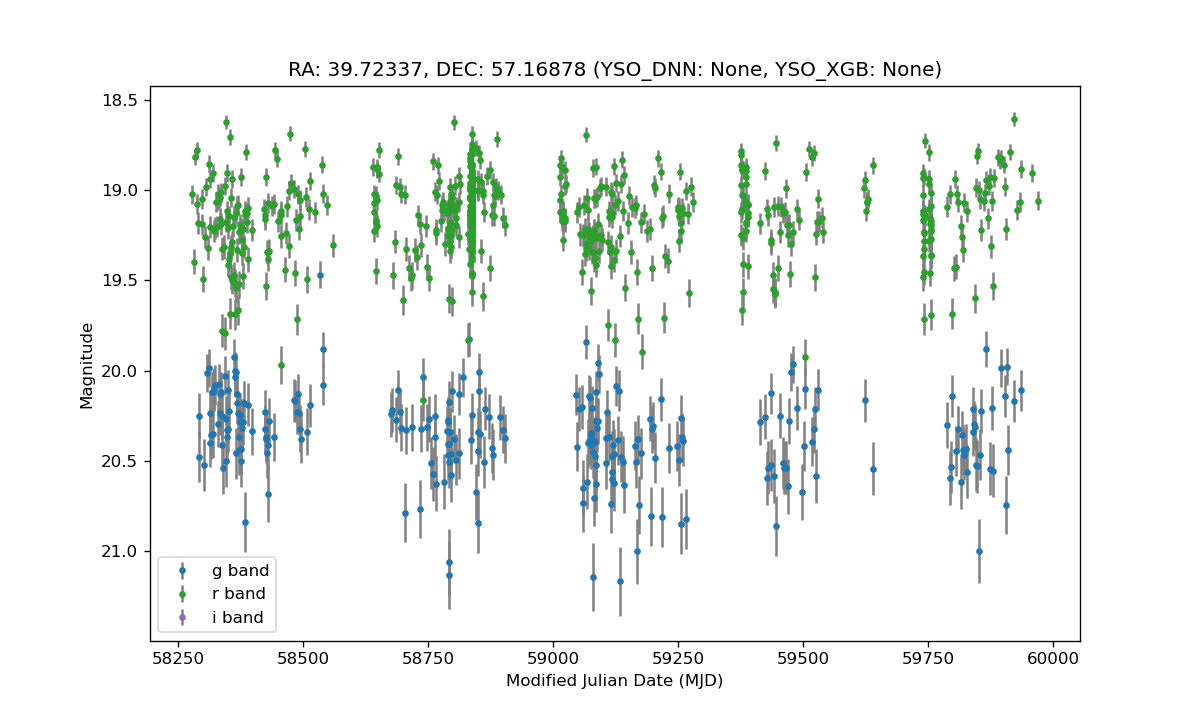 RA: 39.72337, DEC: 57.16878 (YSO_DNN: None, YSO_XGB: None)
18.5
19.0
19.5
20.0
20.5
21.0
Magnitude
g band
r band
i band
58250 58500 58750 59000 59250 59500 59750 60000
Modified Julian Date (MJD)